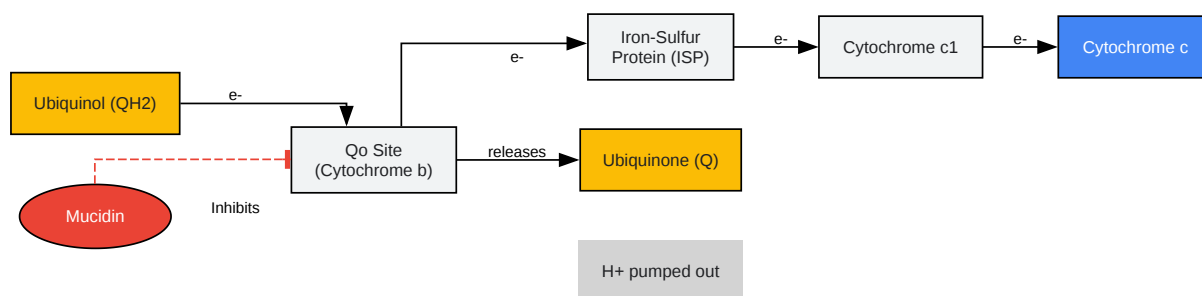 Ubiquinol (QH2)
e-
Mucidin
Inhibits
Qo Site
(Cytochrome b)
e-
releases
Iron-Sulfur
Protein (ISP)
e-
Cytochrome c1
e-
Cytochrome c
Ubiquinone (Q)
H+ pumped out